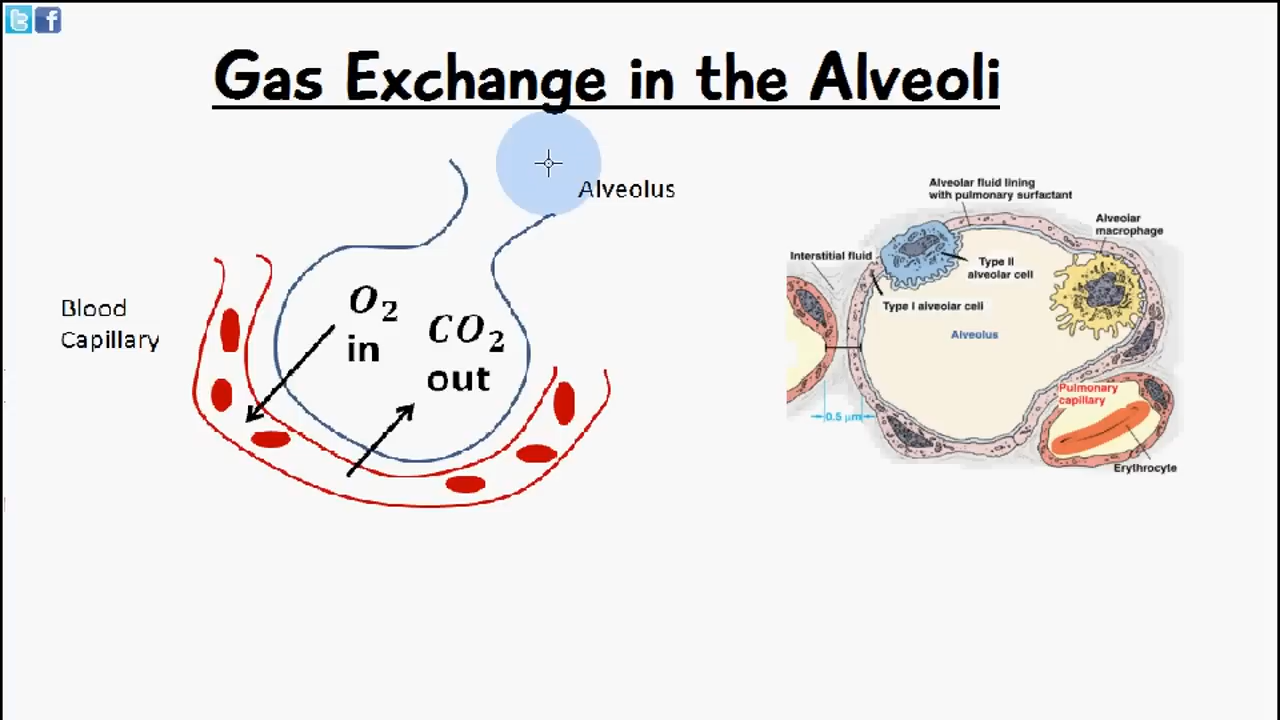 Gas Exchange in the Alveoli
Alveolus
Blood
Capillary
O₂
in
CO₂
out
Alveolar fluid lining
with pulmonary surfactant
Alveolar
macrophage
Interstitial fluid
Type II
alveolar cell
Type I alveolar cell
Alveolus
Pulmonary
capillary
0.5 µm
Erythrocyte